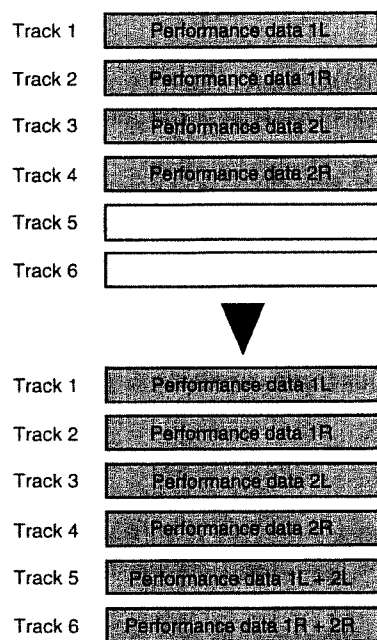 Track 1 Performance data 1L
Track 2 Performance data 1R
Track 3 Performance data 2L
Track 4 Performance data 2R
Track 5
Track 6
Track 1 Performance data 1L
Track 2 Performance data 1R
Track 3 Performance data 2L
Track 4 Performance data 2R
Track 5 Performance data 1L + 2L
Track 6 Performance data 1R + 2R